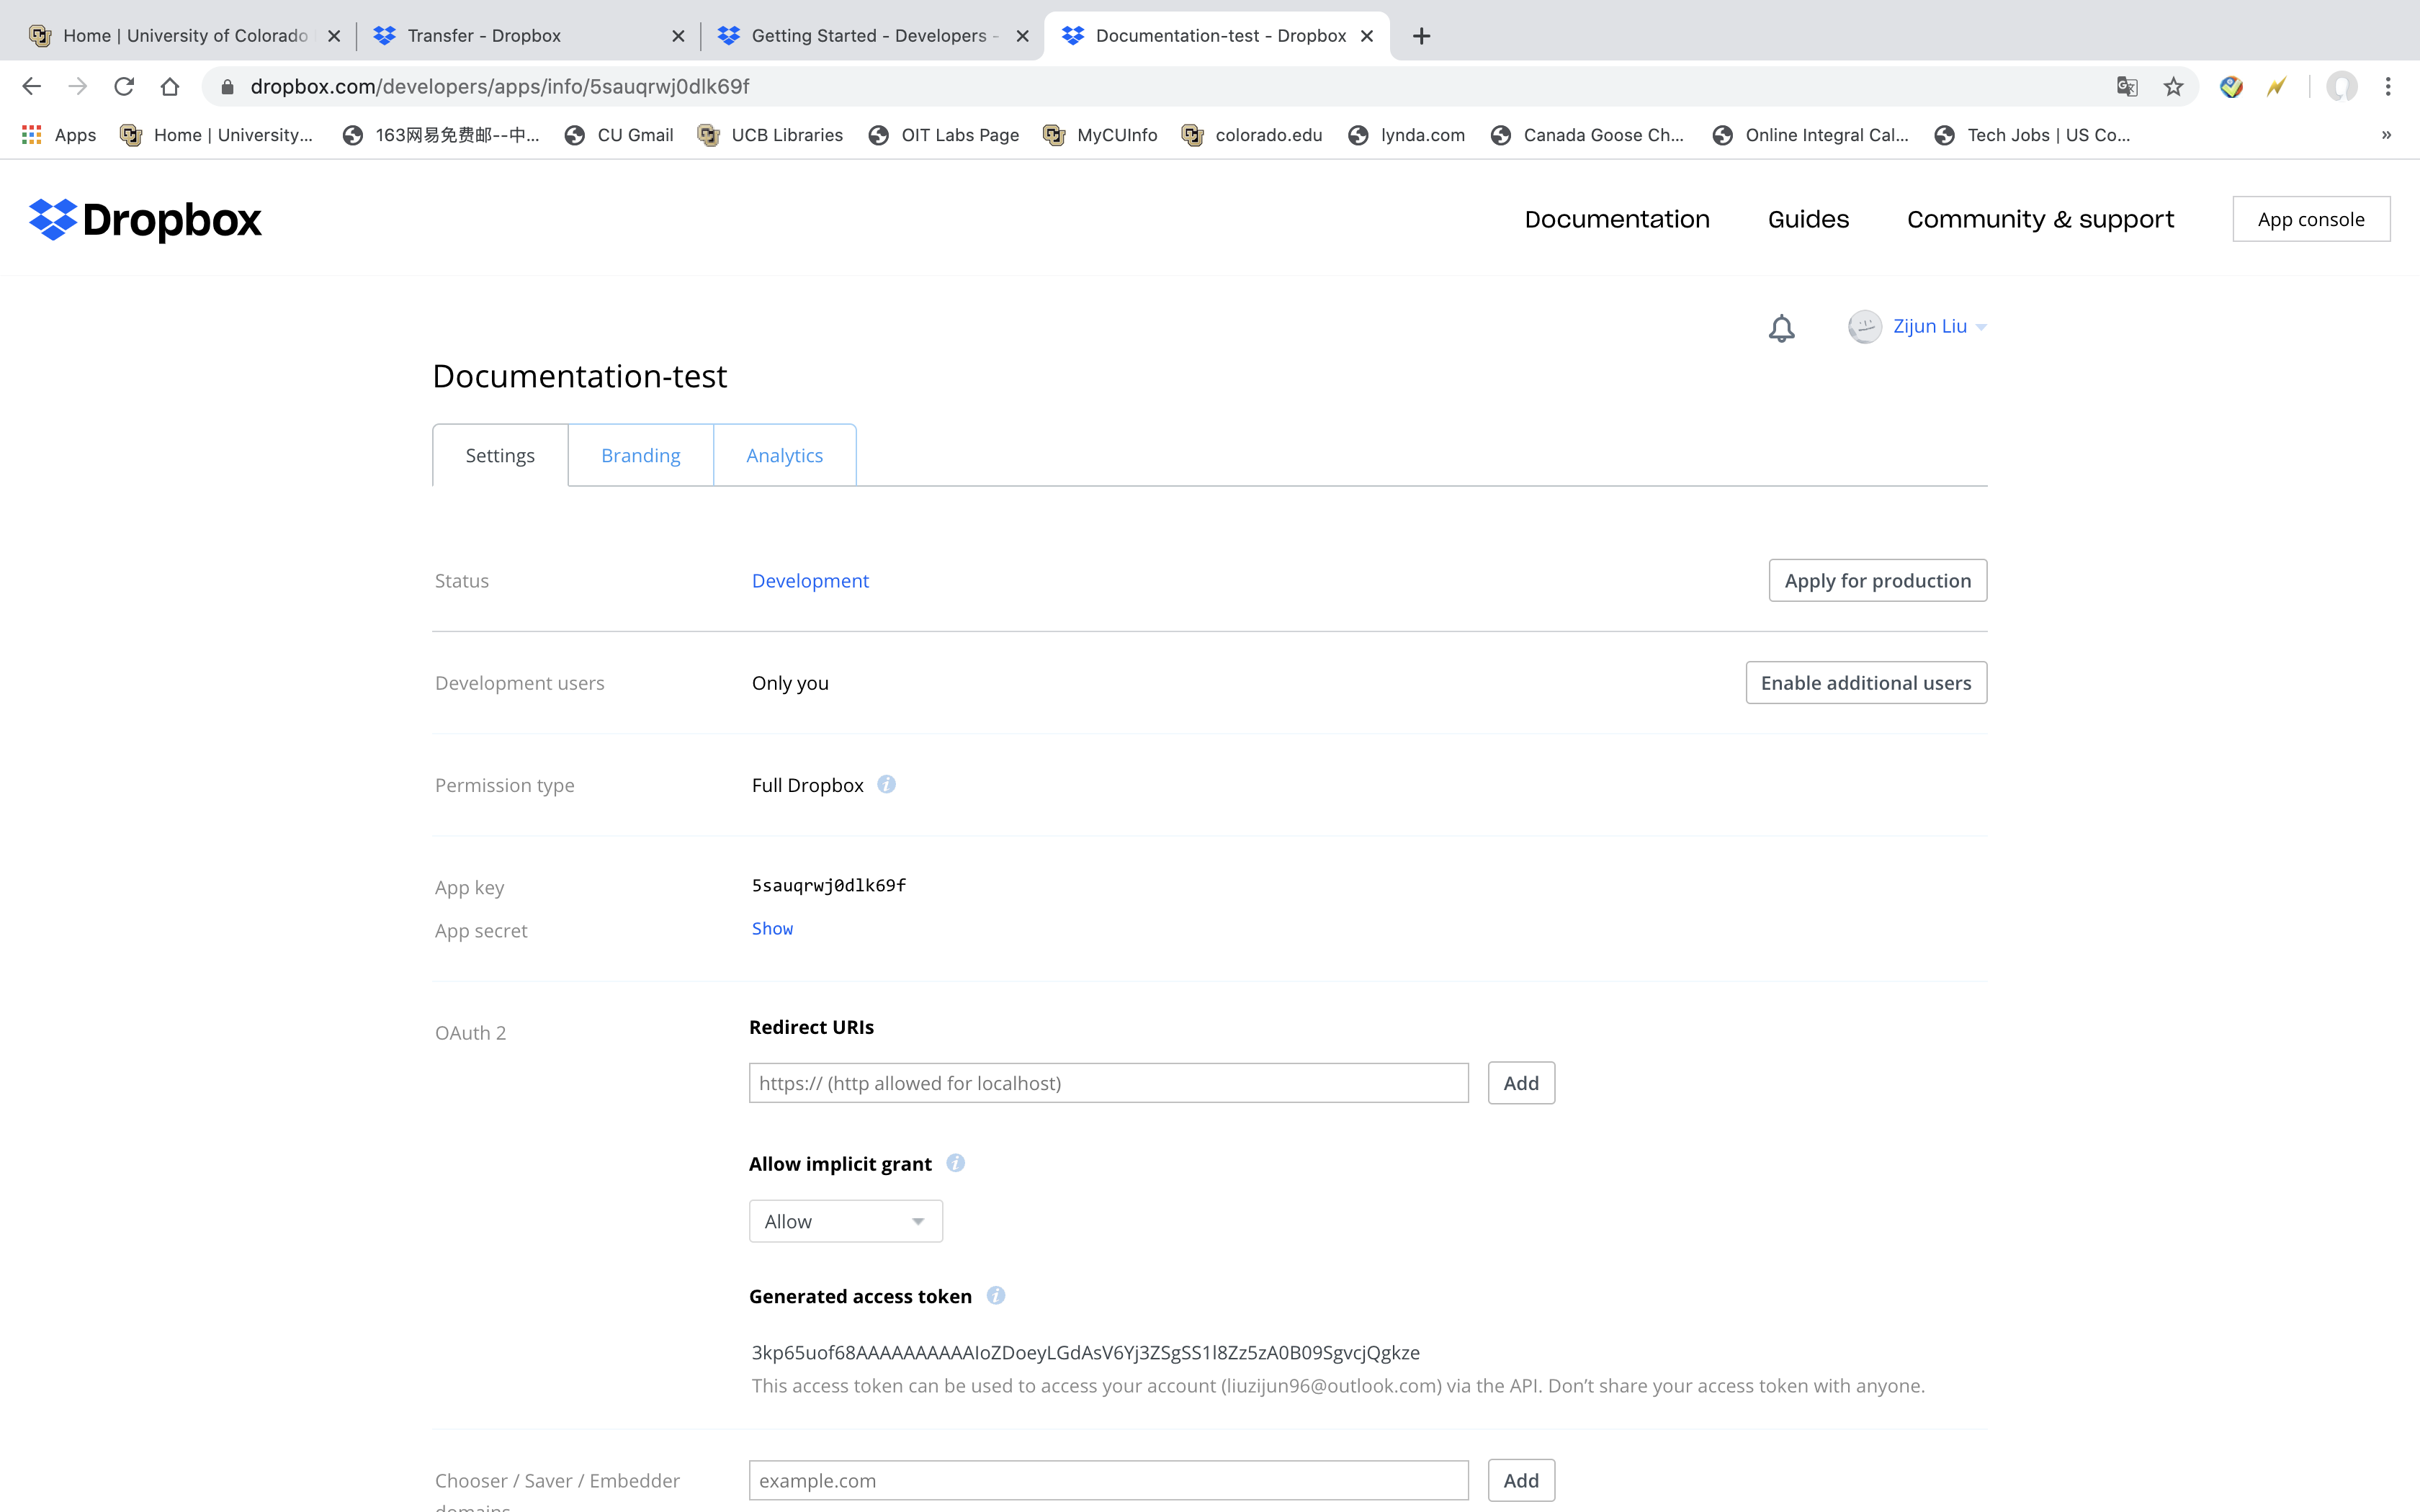 Home | University of Colorado
Transfer - Dropbox
Getting Started - Developers -
Documentation-test - Dropbox
dropbox.com/developers/apps/info/5sauqrwj0dlk69f
Apps
Home | University...
163网易免费邮--中...
CU Gmail
UCB Libraries
OIT Labs Page
MyCUInfo
colorado.edu
lynda.com
Canada Goose Ch...
Online Integral Cal...
Tech Jobs | US Co...
»
Dropbox
Documentation
Guides
Community & support
App console
Zijun Liu
Documentation-test
Settings
Branding
Analytics
Status
Development
Apply for production
Development users
Only you
Enable additional users
Permission type
Full Dropbox
App key
5sauqrwj0dlk69f
App secret
Show
OAuth 2
Redirect URIs
https:// (http allowed for localhost)
Add
Allow implicit grant
Allow
Generated access token
3kp65uof68AAAAAAAAAAIoZDoeyLGdAsV6Yj3ZSgSS1l8Zz5zA0B09SgvcjQgkze
This access token can be used to access your account (liuzijun96@outlook.com) via the API. Don’t share your access token with anyone.
Chooser / Saver / Embedder
domains
example.com
Add